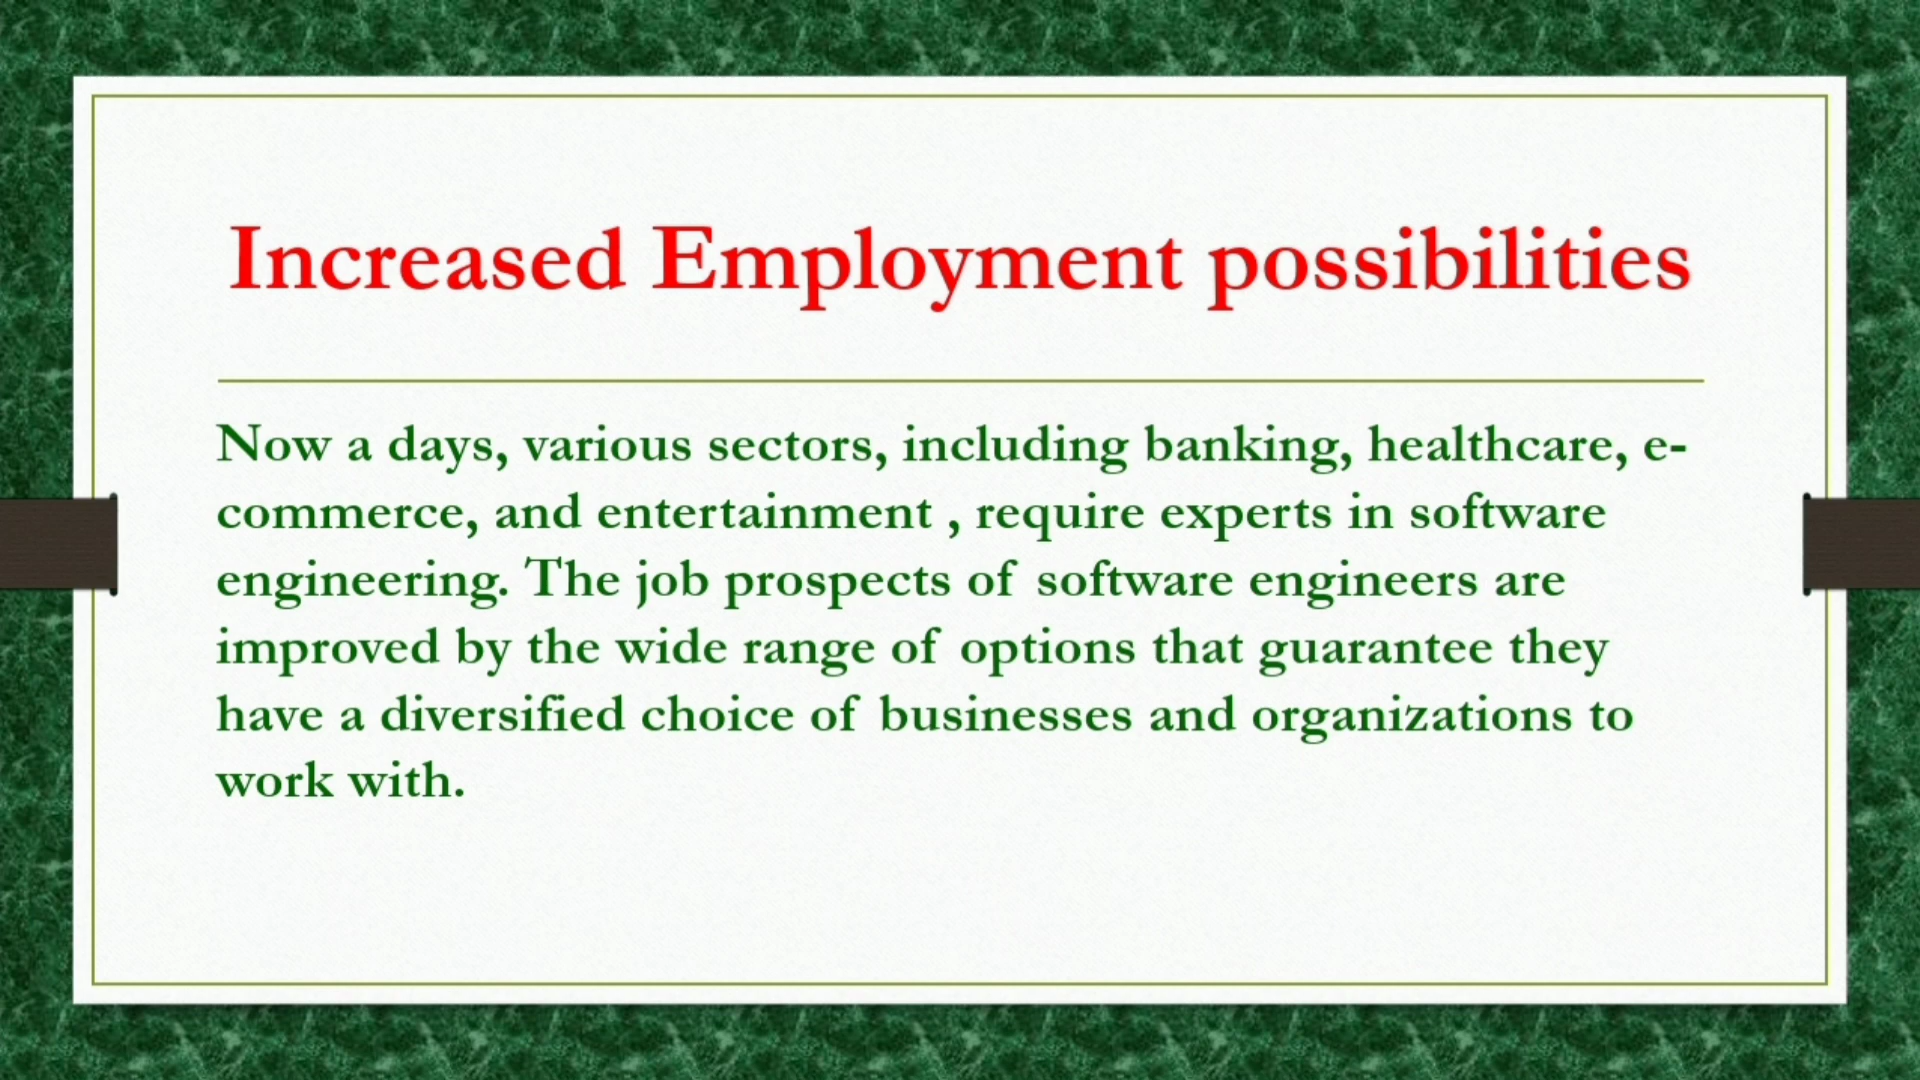 Increased Employment possibilities
Now a days, various sectors, including banking, healthcare, e-
commerce, and entertainment , require experts in software
engineering. The job prospects of software engineers are
improved by the wide range of options that guarantee they
have a diversified choice of businesses and organizations to
work with.